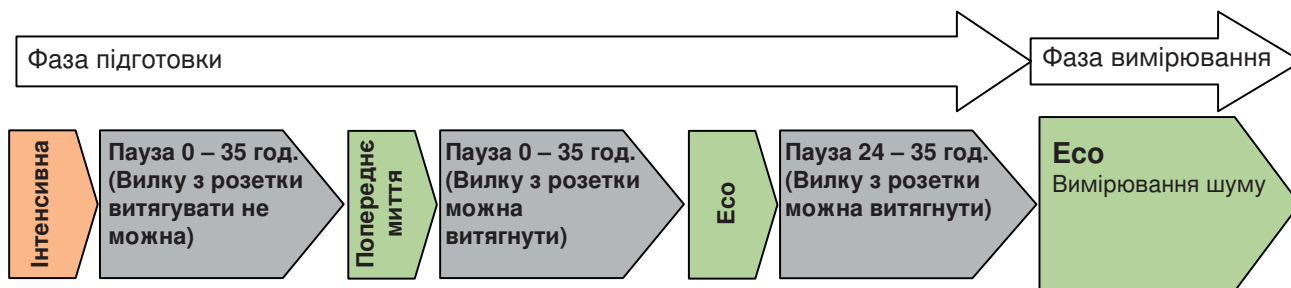 Фаза підготовки
Фаза вимірювання
Інтенсивна
Пауза 0 – 35 год.
(Вилку з розетки
витягувати не
можна)
Попереднє
миття
Пауза 0 – 35 год.
(Вилку з розетки
можна
витягнути)
Eco
Пауза 24 – 35 год.
(Вилку з розетки
можна витягнути)
Eco
Вимірювання шуму